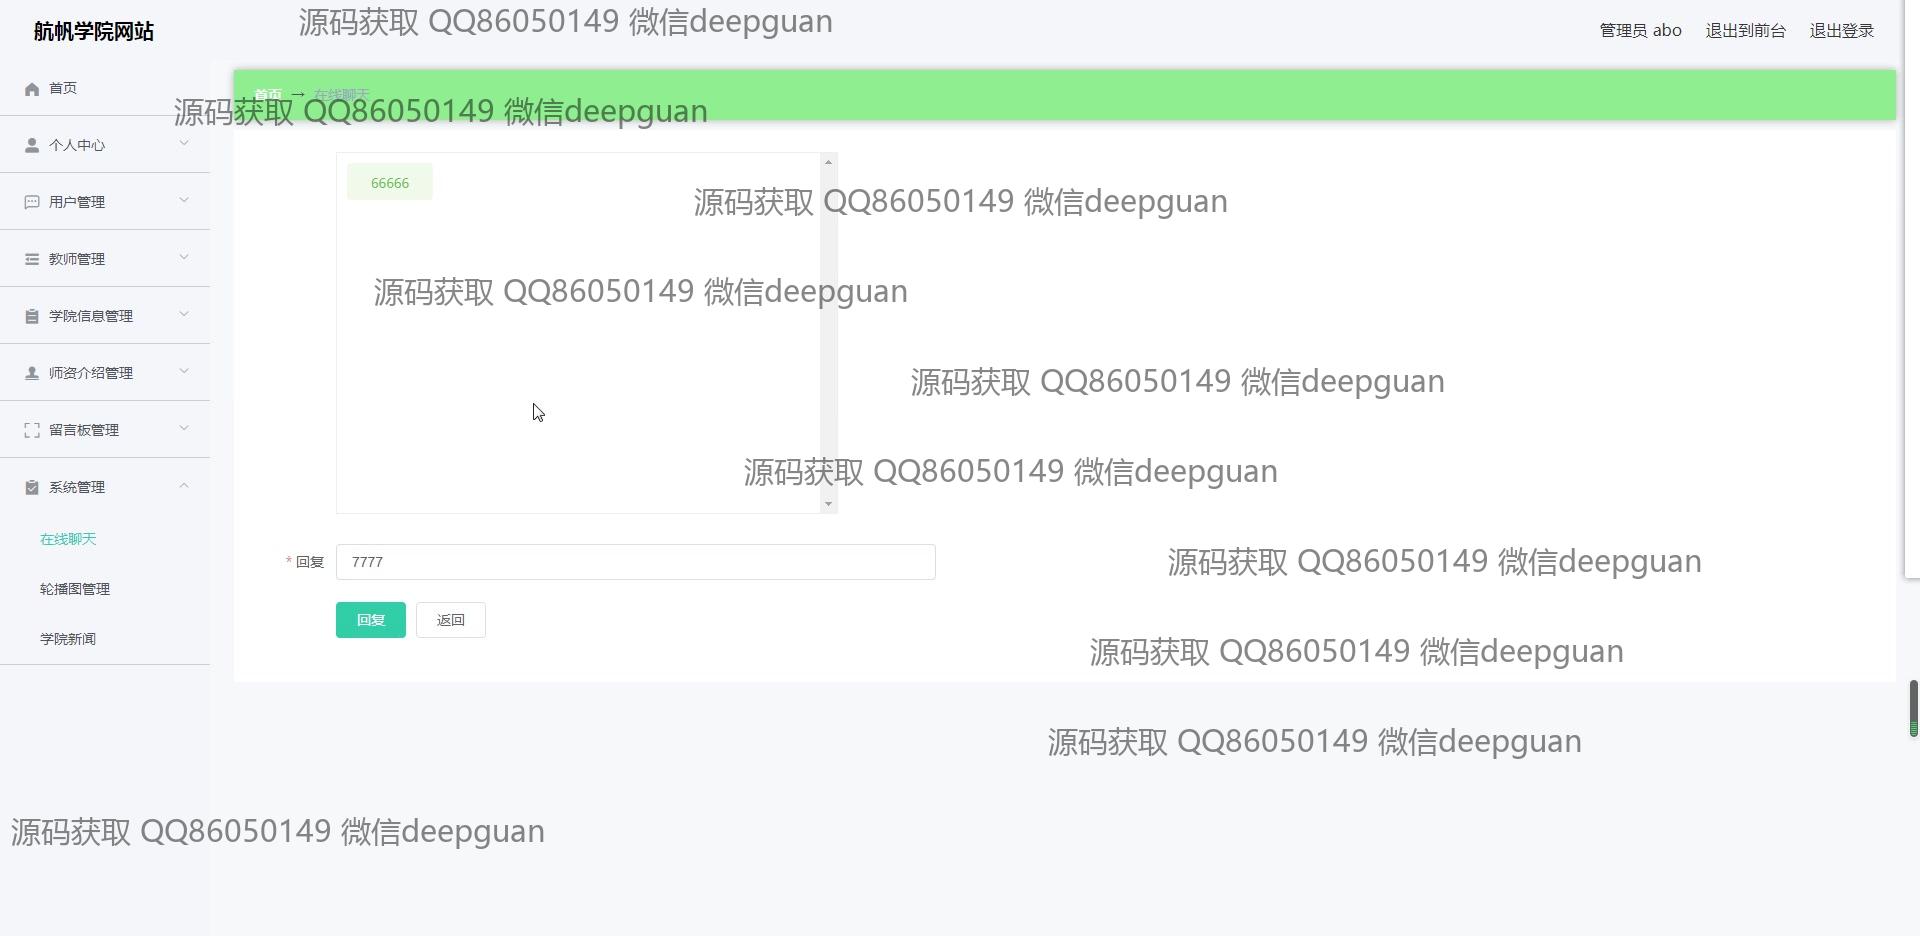 航帆学院网站
源码获取 QQ86050149 微信deepguan
管理员 abo
退出到前台
退出登录
首页
首页 → 在线聊天
源码获取 QQ86050149 微信deepguan
个人中心
66666
用户管理
源码获取 QQ86050149 微信deepguan
教师管理
源码获取 QQ86050149 微信deepguan
学院信息管理
师资介绍管理
源码获取 QQ86050149 微信deepguan
留言板管理
源码获取 QQ86050149 微信deepguan
系统管理
在线聊天
* 回复
7777
源码获取 QQ86050149 微信deepguan
轮播图管理
回复
返回
学院新闻
源码获取 QQ86050149 微信deepguan
源码获取 QQ86050149 微信deepguan
源码获取 QQ86050149 微信deepguan